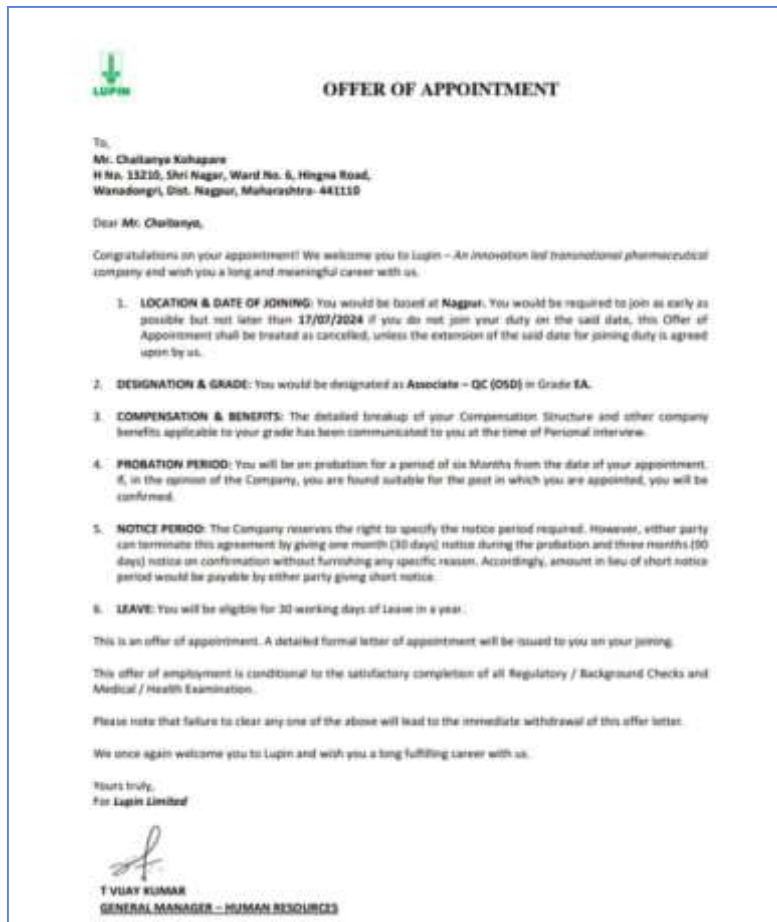 LUPIN
OFFER OF APPOINTMENT
To,
Mr. Chaitanya Kohapare
H No. 13210, Shri Nagar, Ward No. 6, Hingna Road,
Wanadongri, Dist. Nagpur, Maharashtra- 441110
Dear Mr. Chaitanya,
Congratulations on your appointment! We welcome you to Lupin – An innovation led transnational pharmaceutical
company and wish you a long and meaningful career with us.
1. LOCATION & DATE OF JOINING: You would be based at Nagpur. You would be required to join as early as
possible but not later than 17/07/2024 if you do not join your duty on the said date, this Offer of
Appointment shall be treated as cancelled, unless the extension of the said date for joining duty is agreed
upon by us.
2. DESIGNATION & GRADE: You would be designated as Associate – QC (OSD) in Grade EA.
3. COMPENSATION & BENEFITS: The detailed breakup of your Compensation Structure and other company
benefits applicable to your grade has been communicated to you at the time of Personal interview.
4. PROBATION PERIOD: You will be on probation for a period of six Months from the date of your appointment.
If, in the opinion of the Company, you are found suitable for the post in which you are appointed, you will be
confirmed.
5. NOTICE PERIOD: The Company reserves the right to specify the notice period required. However, either party
can terminate this agreement by giving one month (30 days) notice during the probation and three months (90
days) notice on confirmation without furnishing any specific reason. Accordingly, amount in lieu of short notice
period would be payable by either party giving short notice.
6. LEAVE: You will be eligible for 30 working days of Leave in a year.
This is an offer of appointment. A detailed formal letter of appointment will be issued to you on your joining.
This offer of employment is conditional to the satisfactory completion of all Regulatory / Background Checks and
Medical / Health Examination.
Please note that failure to clear any one of the above will lead to the immediate withdrawal of this offer letter.
We once again welcome you to Lupin and wish you a long fulfilling career with us.
Yours truly,
For Lupin Limited
T VIJAY KUMAR
GENERAL MANAGER – HUMAN RESOURCES